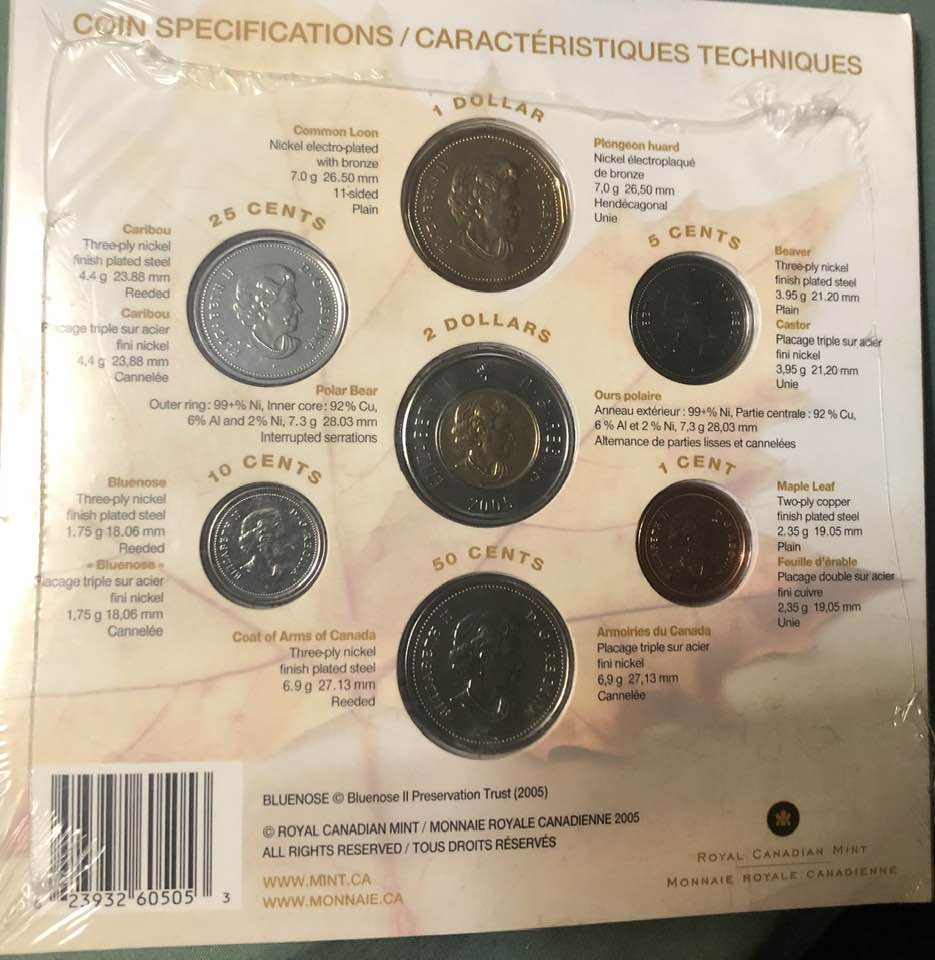 COIN SPECIFICATIONS / CARACTÉRISTIQUES TECHNIQUES
1 DOLLAR
Common Loon
Nickel electro-plated
with bronze
7.0 g 26.50 mm
11-sided
Plain
Plongeon huard
Nickel électroplaqué
de bronze
7,0 g 26,50 mm
Hendécagonal
Unie
25 CENTS
Caribou
Three-ply nickel
finish plated steel
4.4 g 23.88 mm
Reeded
Caribou
Placage triple sur acier
fini nickel
4,4 g 23,88 mm
Cannelée
ELIZABETH II D·G·REGINA
5 CENTS
Beaver
Three-ply nickel
finish plated steel
3.95 g 21.20 mm
Plain
Castor
Placage triple sur acier
fini nickel
3,95 g 21,20 mm
Unie
2 DOLLARS
2005
Polar Bear
Outer ring: 99+% Ni, Inner core: 92% Cu,
6% Al and 2% Ni, 7.3 g 28.03 mm
Interrupted serrations
Ours polaire
Anneau extérieur : 99+% Ni, Partie centrale : 92 % Cu,
6 % Al et 2 % Ni, 7,3 g 28,03 mm
Alternance de parties lisses et cannelées
10 CENTS
Bluenose
Three-ply nickel
finish plated steel
1.75 g 18.06 mm
Reeded
« Bluenose »
Placage triple sur acier
fini nickel
1,75 g 18,06 mm
Cannelée
ELIZABETH II D·G·REGINA
1 CENT
Maple Leaf
Two-ply copper
finish plated steel
2.35 g 19.05 mm
Plain
Feuille d'érable
Placage double sur acier
fini cuivre
2,35 g 19,05 mm
Unie
50 CENTS
Coat of Arms of Canada
Three-ply nickel
finish plated steel
6.9 g 27.13 mm
Reeded
Armoiries du Canada
Placage triple sur acier
fini nickel
6,9 g 27,13 mm
Cannelée
ELIZABETH II D·G·REGINA
BLUENOSE © Bluenose II Preservation Trust (2005)
© ROYAL CANADIAN MINT / MONNAIE ROYALE CANADIENNE 2005
ALL RIGHTS RESERVED / TOUS DROITS RÉSERVÉS
WWW.MINT.CA
WWW.MONNAIE.CA
23932 60505 3
ROYAL CANADIAN MINT
MONNAIE ROYALE CANADIENNE